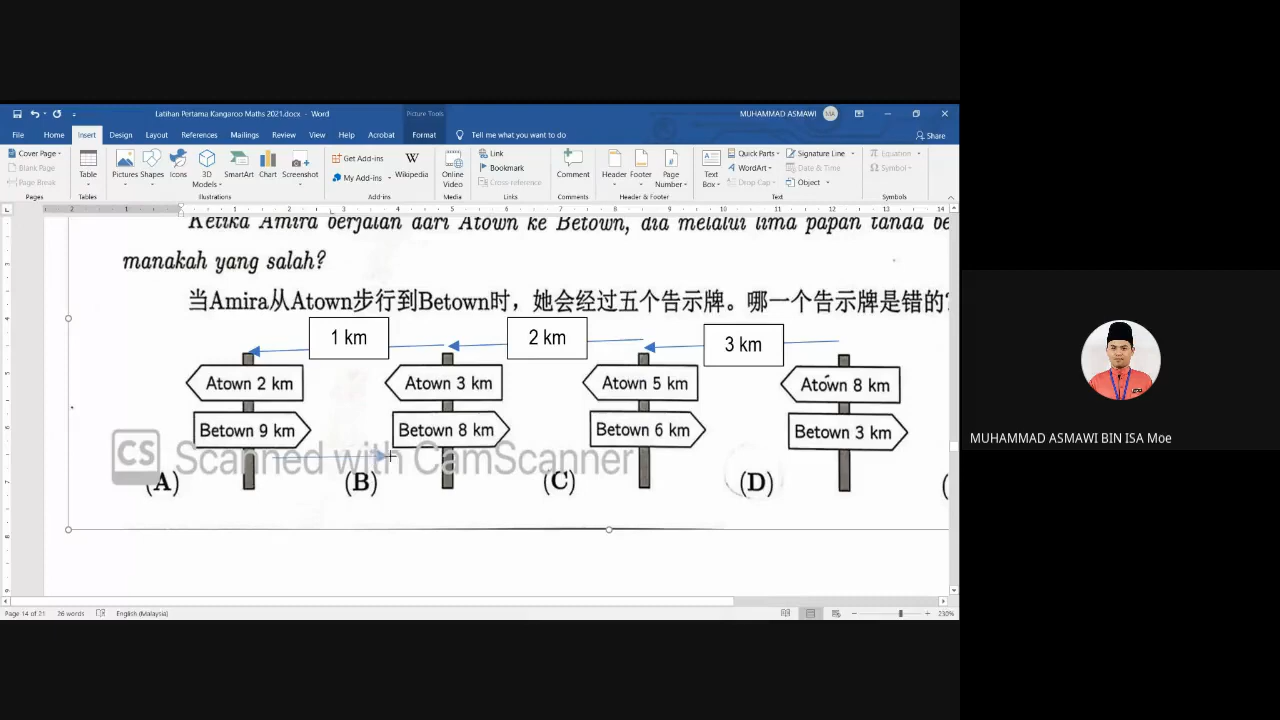 Latihan Pertama Kangaroo Maths 2021.docx - Word
Picture Tools
MUHAMMAD ASMAWI
MA
File Home Insert Design Layout References Mailings Review View Help Acrobat Format Tell me what you want to do Share
Cover Page
Blank Page
Page Break
Pages
Table
Tables
Pictures
Shapes
Icons
3D Models
SmartArt
Chart
Screenshot
Illustrations
Get Add-ins
My Add-ins
Wikipedia
Add-ins
Online Video
Media
Link
Bookmark
Cross-reference
Links
Comment
Comments
Header
Footer
Page Number
Header & Footer
Text Box
Quick Parts
WordArt
Drop Cap
Signature Line
Date & Time
Object
Text
Equation
Symbol
Symbols
Ketika Amira berjalan dari Atown ke Betown, dia melalui lima papan tanda be
manakah yang salah?
当Amira从Atown步行到Betown时，她会经过五个告示牌。哪一个告示牌是错的?
1 km 2 km 3 km
Atown 2 km Atown 3 km Atown 5 km Atown 8 km
Betown 9 km Betown 8 km Betown 6 km Betown 3 km
CS Scanned with CamScanner
(A) (B) (C) (D) (
Page 14 of 21 26 words English (Malaysia) 230%
MUHAMMAD ASMAWI BIN ISA Moe